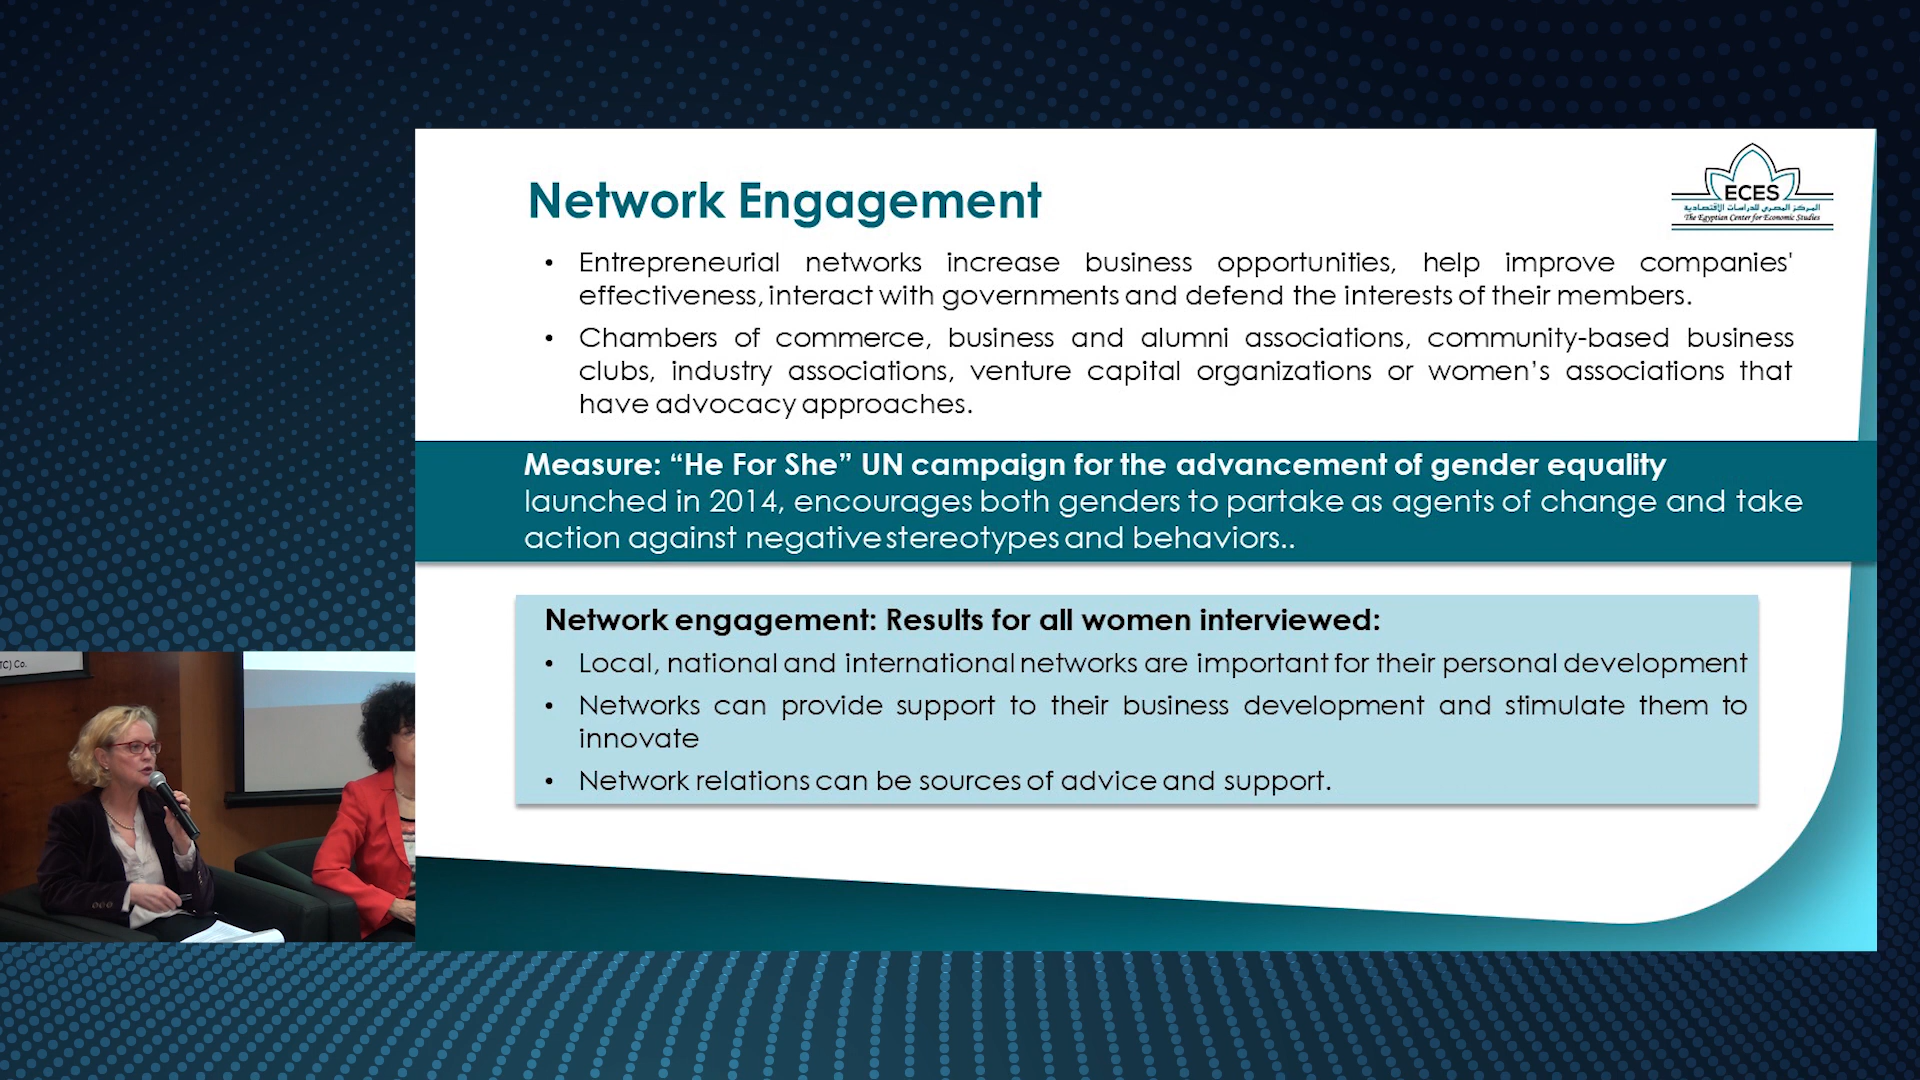 Network Engagement
ECES
المركز المصرى للدراسات الاقتصادية
The Egyptian Center for Economic Studies
• Entrepreneurial networks increase business opportunities, help improve companies'
effectiveness, interact with governments and defend the interests of their members.
• Chambers of commerce, business and alumni associations, community-based business
clubs, industry associations, venture capital organizations or women’s associations that
have advocacy approaches.
Measure: “He For She” UN campaign for the advancement of gender equality
launched in 2014, encourages both genders to partake as agents of change and take
action against negative stereotypes and behaviors..
Network engagement: Results for all women interviewed:
• Local, national and international networks are important for their personal development
• Networks can provide support to their business development and stimulate them to
innovate
• Network relations can be sources of advice and support.
TC) Co.